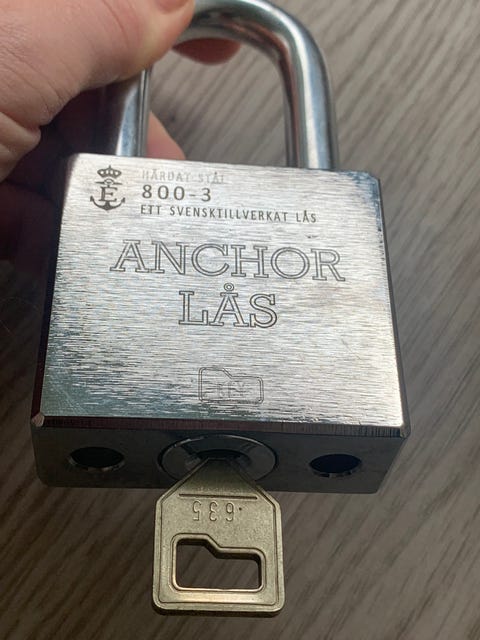 HÄRDAT STÅL
800-3
E
ETT SVENSKTILLVERKAT LÅS
ANCHOR
LÅS
.635